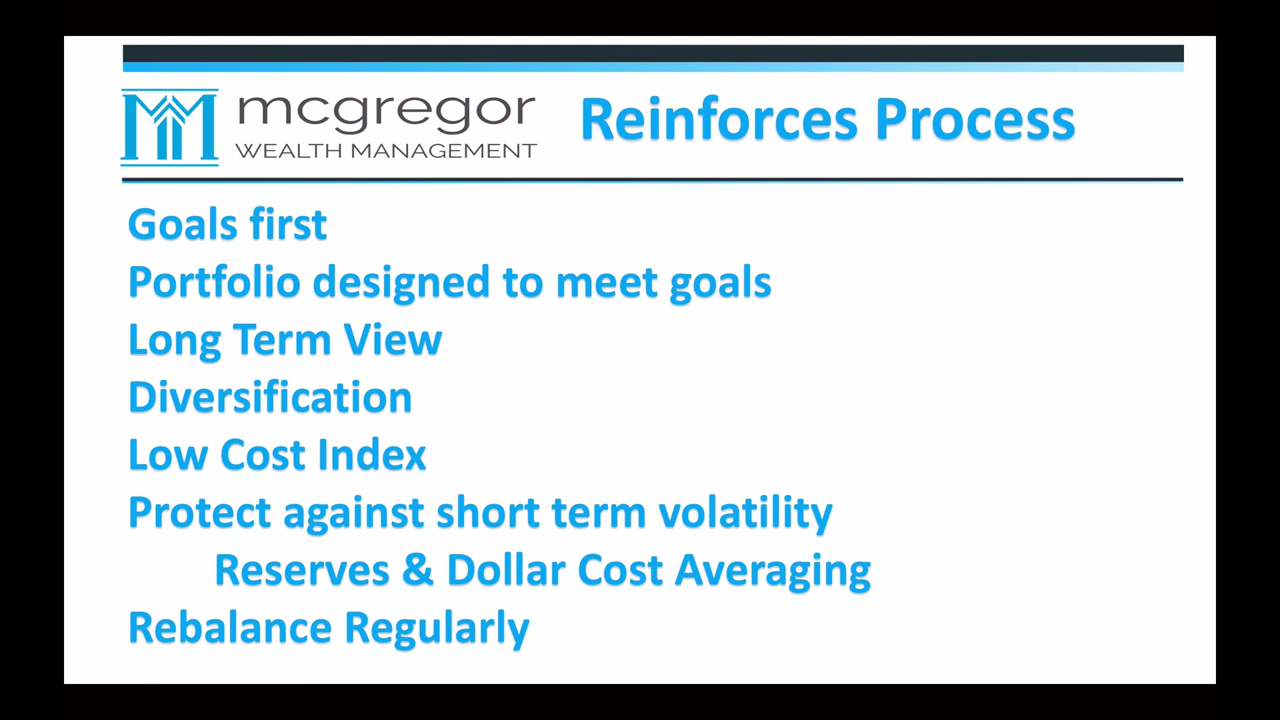 mcgregor
WEALTH MANAGEMENT
Reinforces Process
Goals first
Portfolio designed to meet goals
Long Term View
Diversification
Low Cost Index
Protect against short term volatility
Reserves & Dollar Cost Averaging
Rebalance Regularly